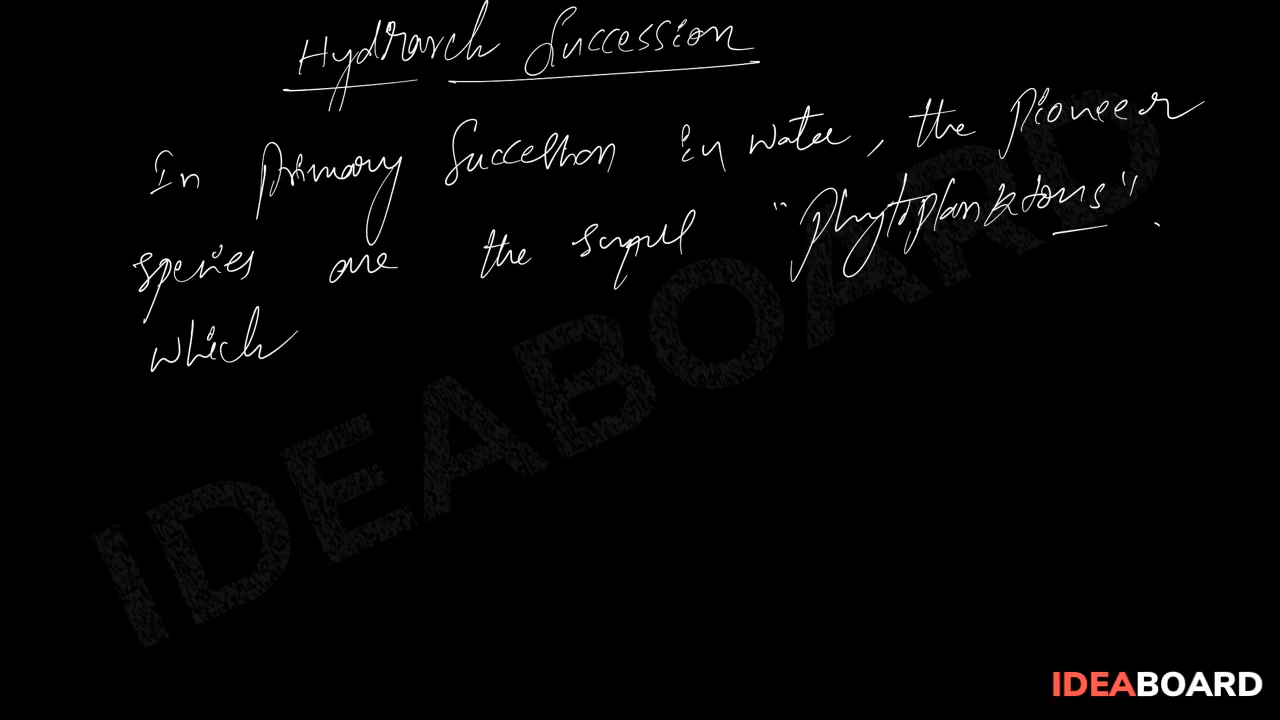 Hydrarch Succession
In primary Succession in water, the pioneer
species are the small "phytoplanktons".
which
IDEABOARD
IDEABOARD